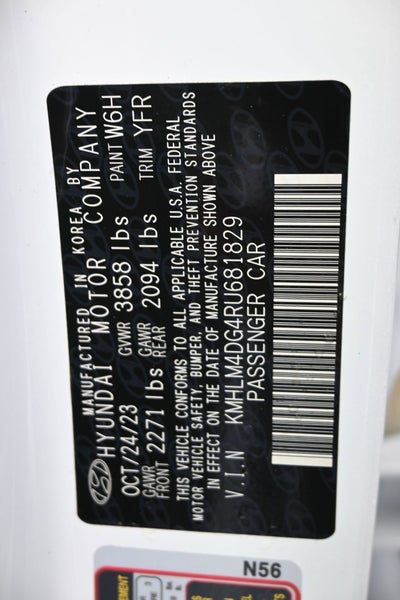 MANUFACTURED IN KOREA BY
HYUNDAI MOTOR COMPANY
OCT/24/23 GVWR 3858 lbs PAINT W6H
GAWR FRONT 2271 lbs GAWR REAR 2094 lbs TRIM YFR
THIS VEHICLE CONFORMS TO ALL APPLICABLE U.S.A. FEDERAL
MOTOR VEHICLE SAFETY, BUMPER, AND THEFT PREVENTION STANDARDS
IN EFFECT ON THE DATE OF MANUFACTURE SHOWN ABOVE
V.I.N KMHLM4DG4RU681829
PASSENGER CAR
N56